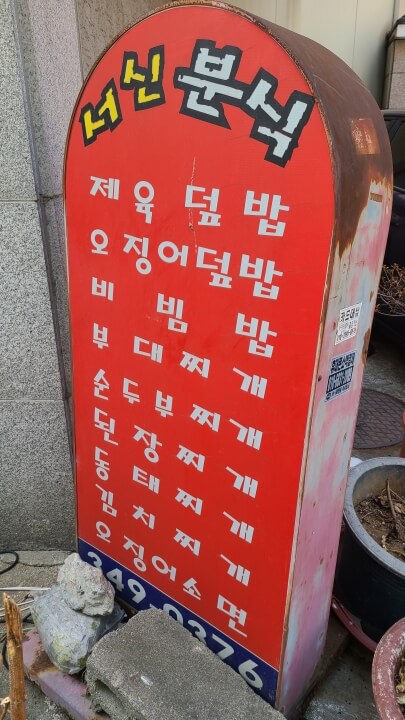 서신분식
제육덮밥
오징어덮밥
비빔밥
부대찌개
순두부찌개
된장찌개
동태찌개
김치찌개
오징어소면
349-0376